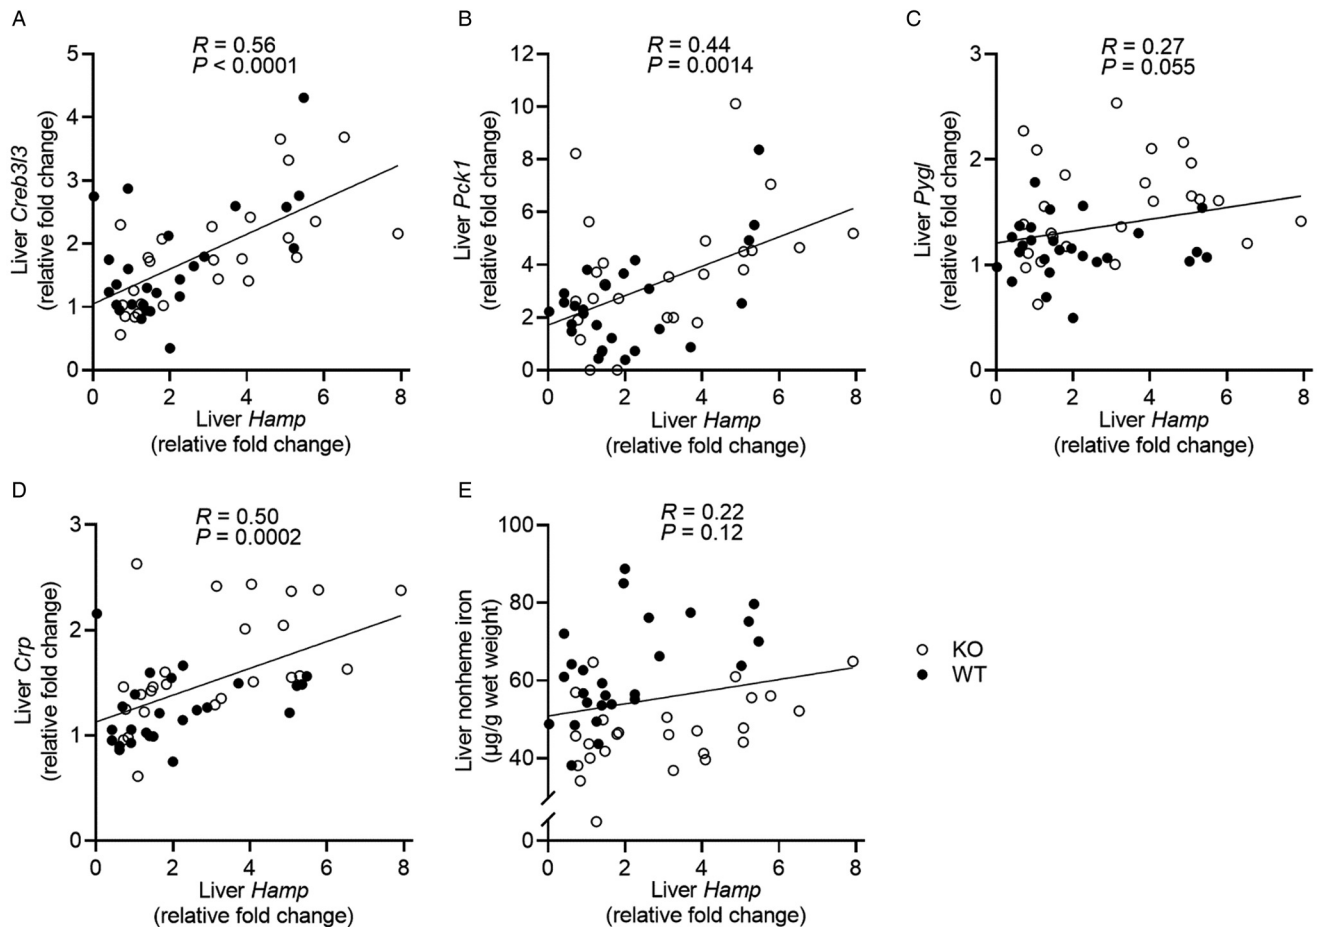 A
R = 0.56
P < 0.0001
Liver Creb3l3
(relative fold change)
5
4
3
2
1
0
0 2 4 6 8
Liver Hamp
(relative fold change)
B
R = 0.44
P = 0.0014
Liver Pck1
(relative fold change)
12
10
8
6
4
2
0
0 2 4 6 8
Liver Hamp
(relative fold change)
C
R = 0.27
P = 0.055
Liver Pygl
(relative fold change)
3
2
1
0
0 2 4 6 8
Liver Hamp
(relative fold change)
D
R = 0.50
P = 0.0002
Liver Crp
(relative fold change)
3
2
1
0
0 2 4 6 8
Liver Hamp
(relative fold change)
E
R = 0.22
P = 0.12
Liver nonheme iron
(µg/g wet weight)
100
80
60
40
0
0 2 4 6 8
Liver Hamp
(relative fold change)
KO
WT